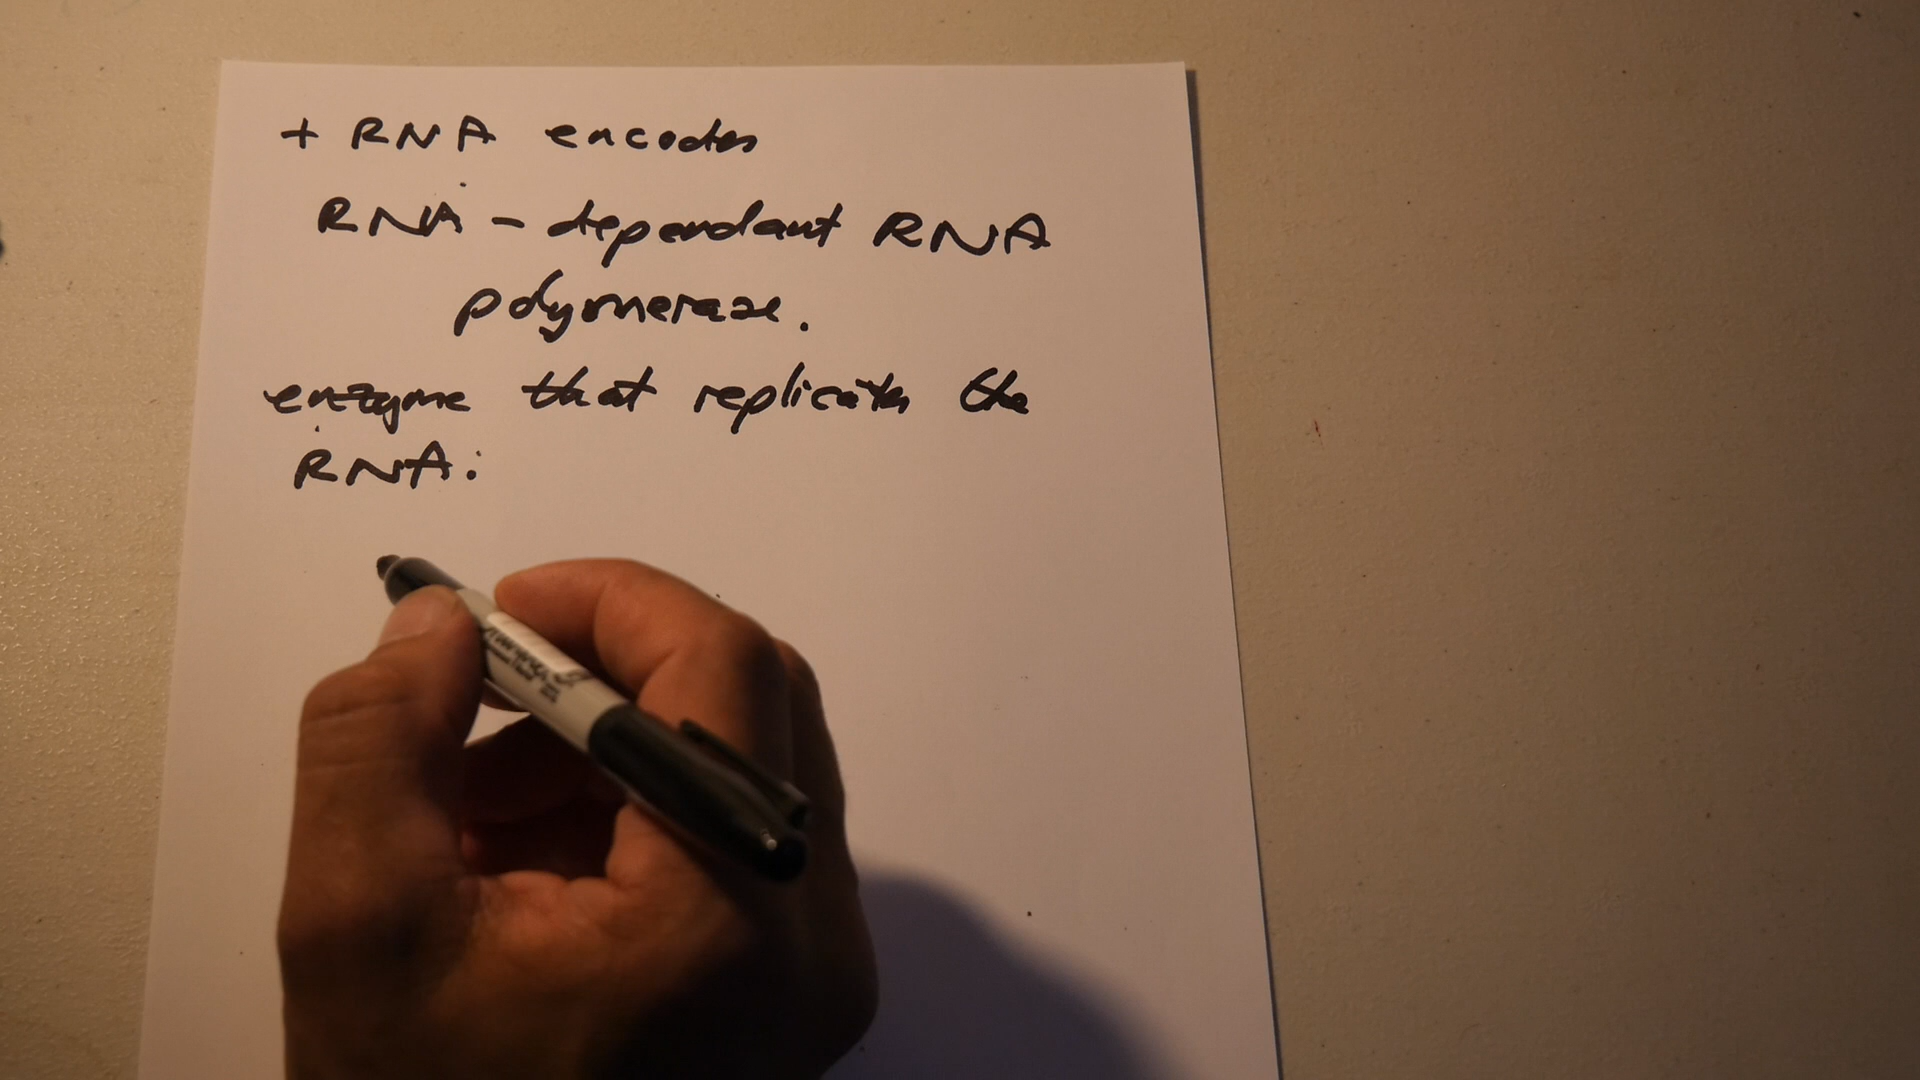 + RNA encodes
RNA - dependant RNA
polymerase.
enzyme that replicates the
RNA.